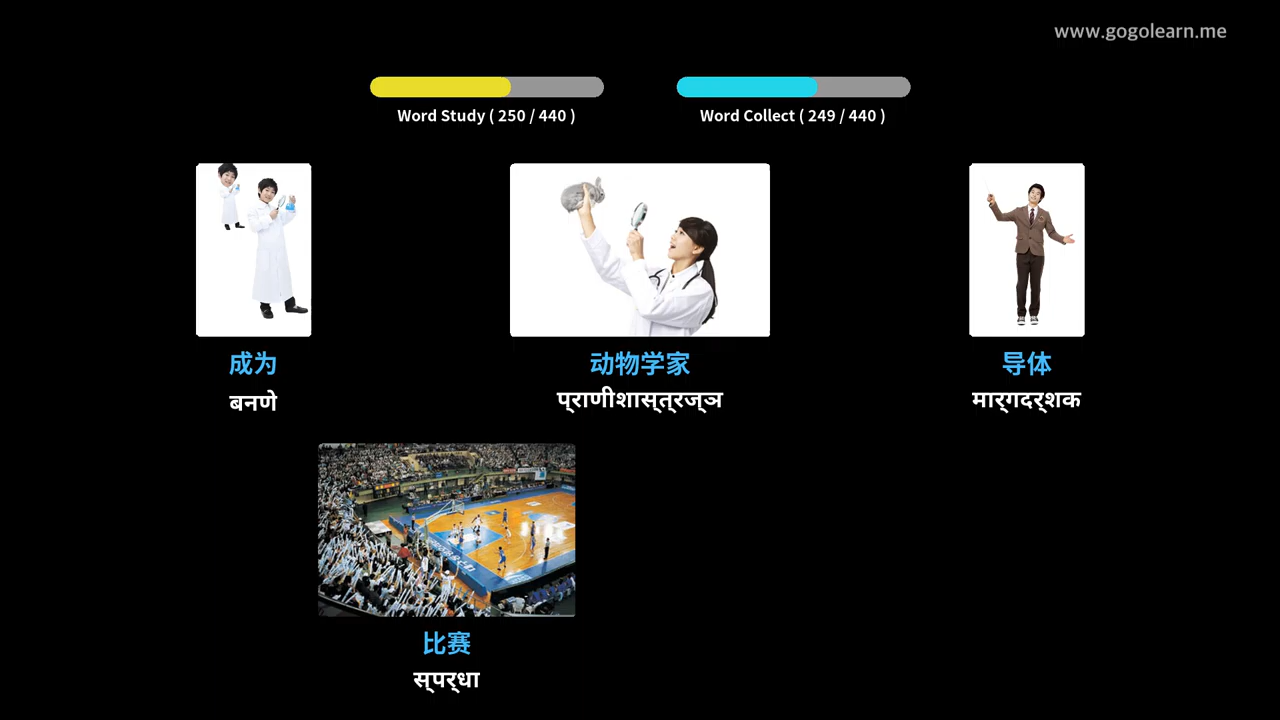 www.gogolearn.me
Word Study ( 250 / 440 )
Word Collect ( 249 / 440 )
成为
动物学家
导体
बनणे
प्राणीशास्त्रज्ञ
मार्गदर्शक
比赛
स्पर्धा